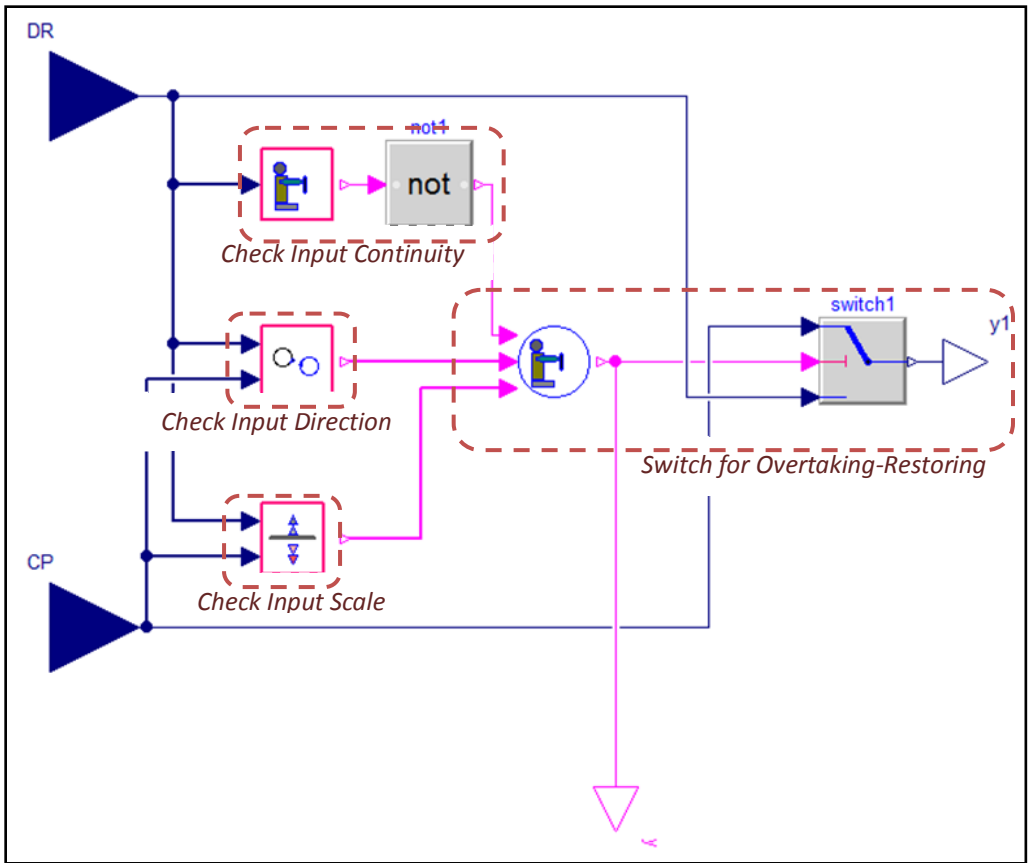 DR
not1
not
Check Input Continuity
switch1
y1
Check Input Direction
Switch for Overtaking-Restoring
CP
Check Input Scale
y